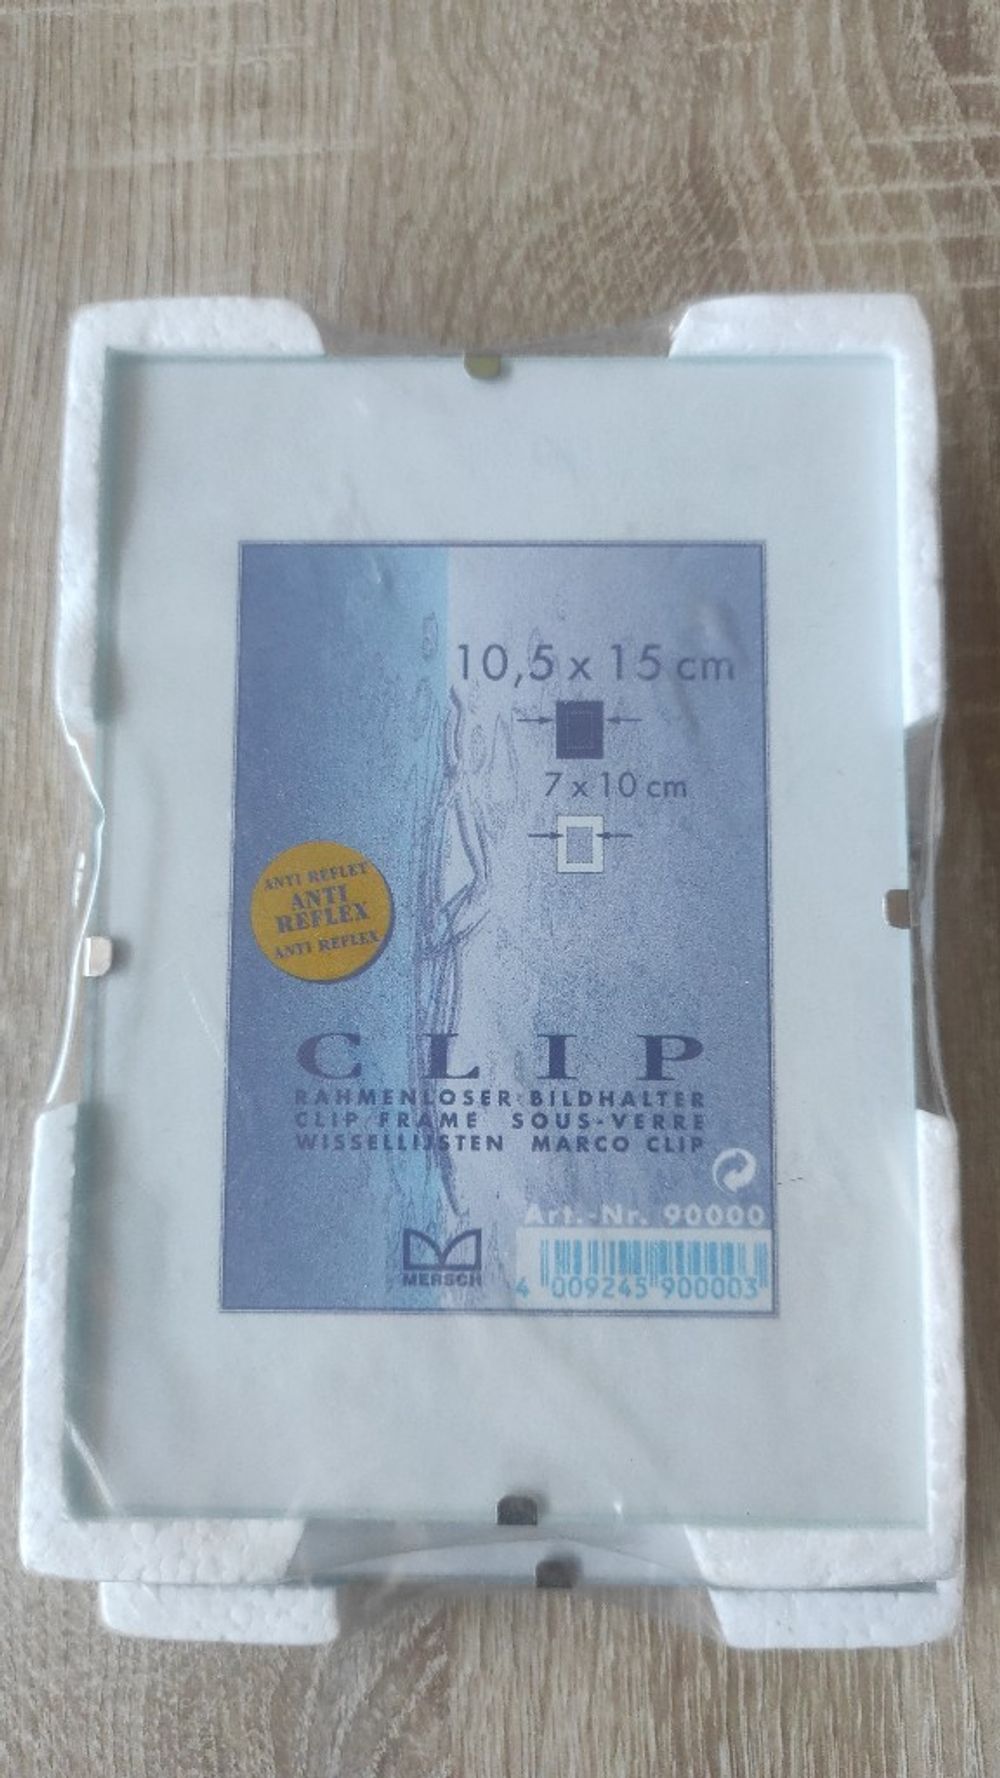 10,5 x 15 cm
7 x 10 cm
ANTI REFLET
ANTI
REFLEX
ANTI REFLEX
CLIP
RAHMENLOSER BILDHALTER
CLIP FRAME SOUS-VERRE
WISSELLIJSTEN MARCO CLIP
Art.-Nr. 90000
MERSCH
4 009245 900003